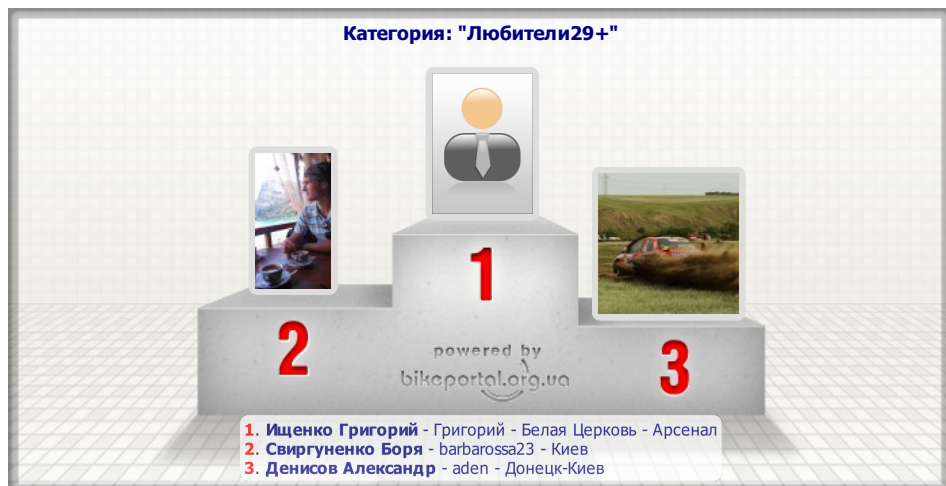 Категория: "Любители29+"
1
2
3
powered by
bikeportal.org.ua
1. Ищенко Григорий - Григорий - Белая Церковь - Арсенал
2. Свиргуненко Боря - barbarossa23 - Киев
3. Денисов Александр - aden - Донецк-Киев